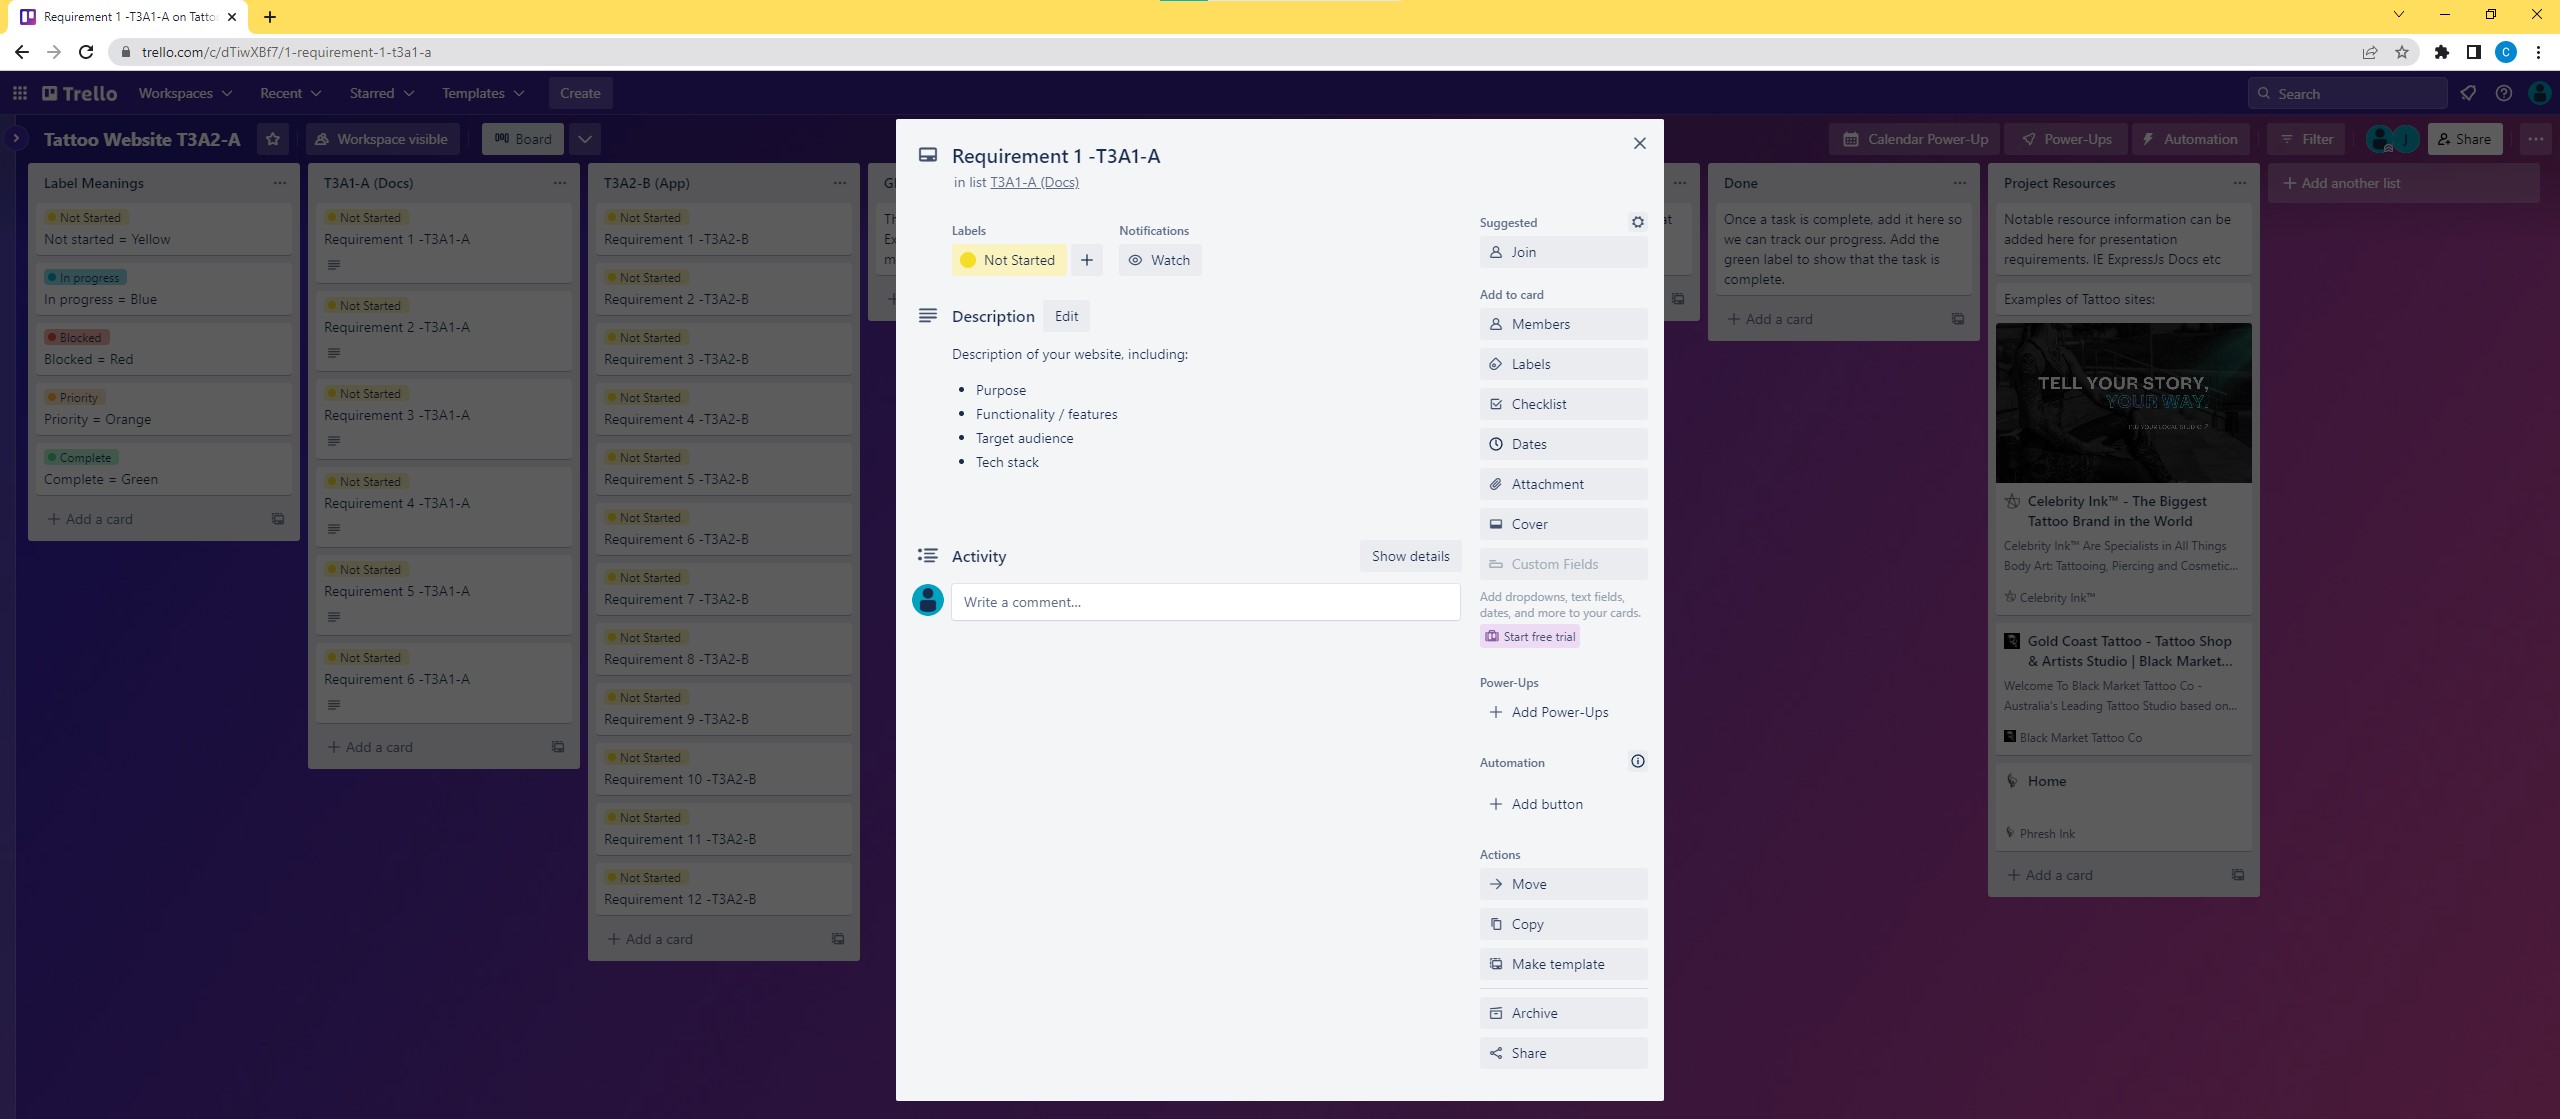 Requirement 1 -T3A1-A on Tatto
trello.com/c/dTiwXBf7/1-requirement-1-t3a1-a
Trello
Workspaces
Recent
Starred
Templates
Create
Search
Tattoo Website T3A2-A
Workspace visible
Board
Calendar Power-Up
Power-Ups
Automation
Filter
J
Share
Label Meanings
Not Started
Not started = Yellow
In progress
In progress = Blue
Blocked
Blocked = Red
Priority
Priority = Orange
Complete
Complete = Green
Add a card
T3A1-A (Docs)
Not Started
Requirement 1 -T3A1-A
Not Started
Requirement 2 -T3A1-A
Not Started
Requirement 3 -T3A1-A
Not Started
Requirement 4 -T3A1-A
Not Started
Requirement 5 -T3A1-A
Not Started
Requirement 6 -T3A1-A
Add a card
T3A2-B (App)
Not Started
Requirement 1 -T3A2-B
Not Started
Requirement 2 -T3A2-B
Not Started
Requirement 3 -T3A2-B
Not Started
Requirement 4 -T3A2-B
Not Started
Requirement 5 -T3A2-B
Not Started
Requirement 6 -T3A2-B
Not Started
Requirement 7 -T3A2-B
Not Started
Requirement 8 -T3A2-B
Not Started
Requirement 9 -T3A2-B
Not Started
Requirement 10 -T3A2-B
Not Started
Requirement 11 -T3A2-B
Not Started
Requirement 12 -T3A2-B
Add a card
Requirement 1 -T3A1-A
in list T3A1-A (Docs)
Labels
Not Started
Notifications
Watch
Description
Edit
Description of your website, including:
Purpose
Functionality / features
Target audience
Tech stack
Activity
Show details
Write a comment...
Suggested
Join
Add to card
Members
Labels
Checklist
Dates
Attachment
Cover
Custom Fields
Add dropdowns, text fields,
dates, and more to your cards.
Start free trial
Power-Ups
Add Power-Ups
Automation
Add button
Actions
Move
Copy
Make template
Archive
Share
Done
Once a task is complete, add it here so
we can track our progress. Add the
green label to show that the task is
complete.
Add a card
Project Resources
Notable resource information can be
added here for presentation
requirements. IE ExpressJs Docs etc
Examples of Tattoo sites:
TELL YOUR STORY,
YOUR WAY.
Celebrity Ink™ - The Biggest
Tattoo Brand in the World
Celebrity Ink™ Are Specialists in All Things
Body Art: Tattooing, Piercing and Cosmetic...
Celebrity Ink™
Gold Coast Tattoo - Tattoo Shop
& Artists Studio | Black Market...
Welcome To Black Market Tattoo Co -
Australia's Leading Tattoo Studio based on...
Black Market Tattoo Co
Home
Phresh Ink
Add a card
Add another list